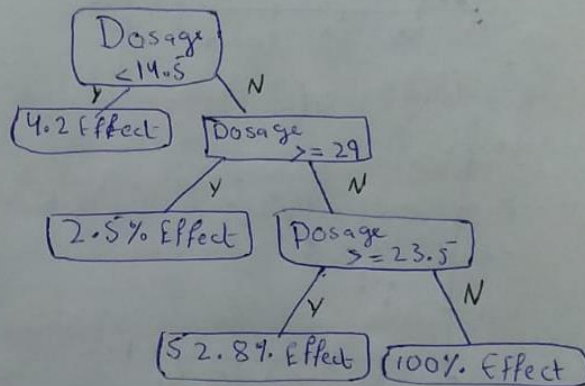 Dosage
<14.5
Y
N
4.2 Effect
Dosage
>= 29
Y
N
2.5% Effect
Dosage
>= 23.5
Y
N
52.8% Effect
100% Effect